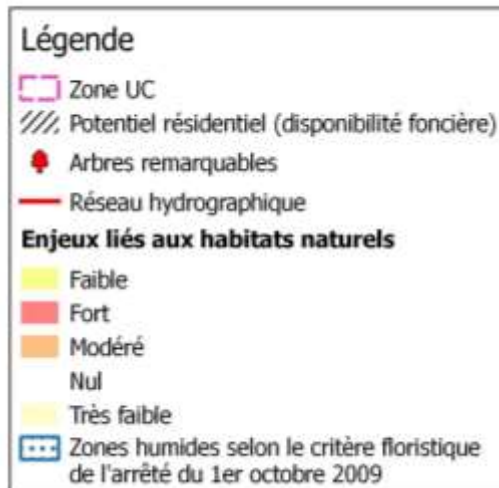 Légende
Zone UC
Potentiel résidentiel (disponibilité foncière)
Arbres remarquables
Réseau hydrographique
Enjeux liés aux habitats naturels
Faible
Fort
Modéré
Nul
Très faible
Zones humides selon le critère floristique
de l'arrêté du 1er octobre 2009